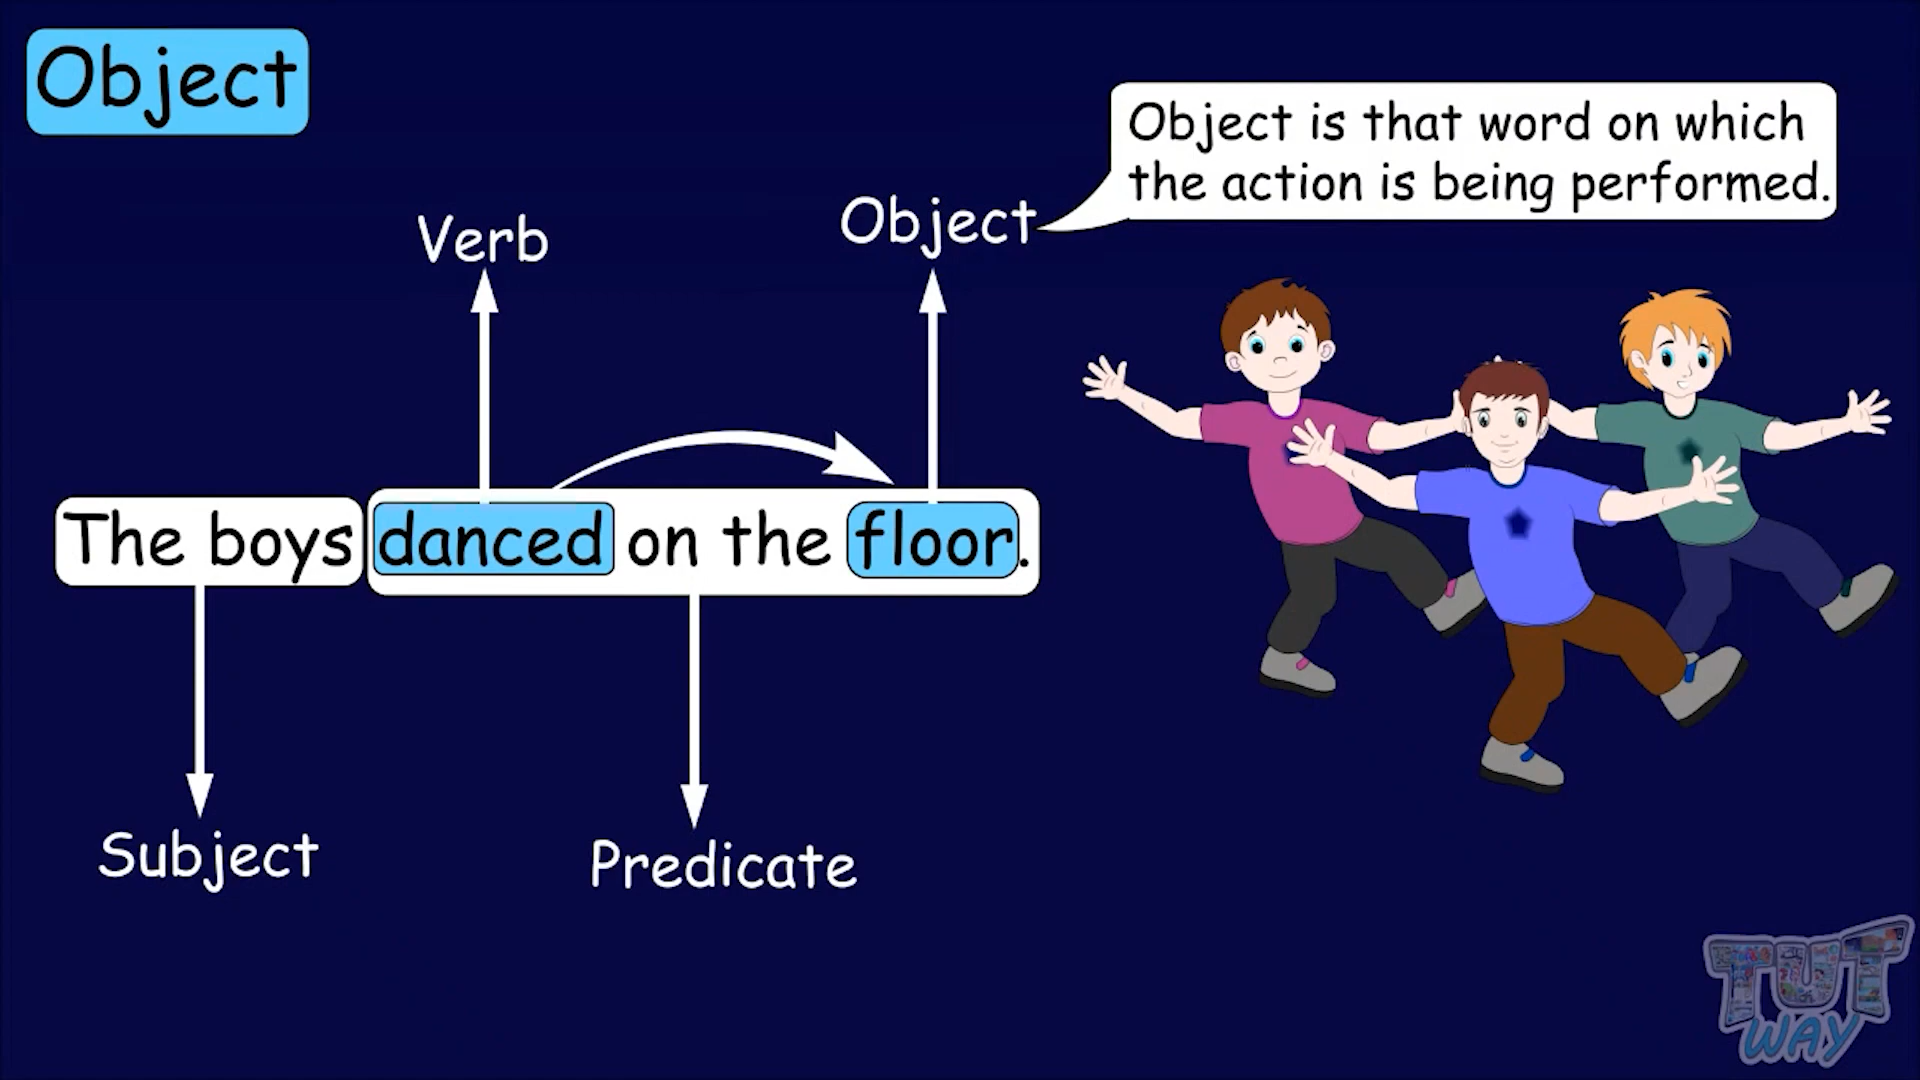 Object
Object is that word on which
the action is being performed.
Verb
Object
The boys danced on the floor.
Subject
Predicate
TUT
WAY